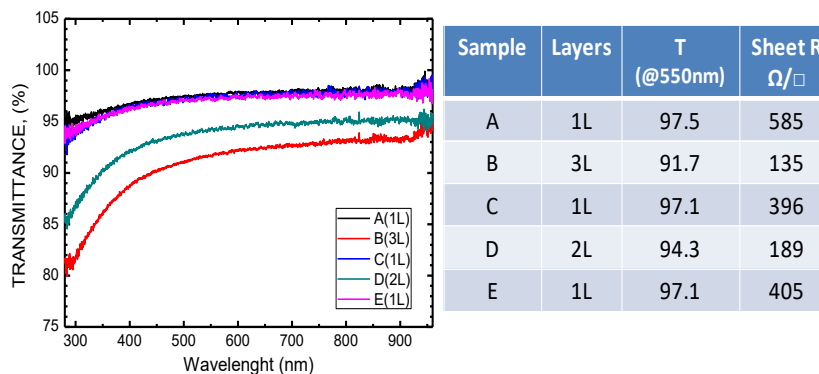 105
100
95
90
85
80
75
TRANSMITTANCE, (%)
A(1L)
B(3L)
C(1L)
D(2L)
E(1L)
300 400 500 600 700 800 900
Wavelenght (nm)
Sample Layers T (@550nm) Sheet R Ω/□
A 1L 97.5 585
B 3L 91.7 135
C 1L 97.1 396
D 2L 94.3 189
E 1L 97.1 405